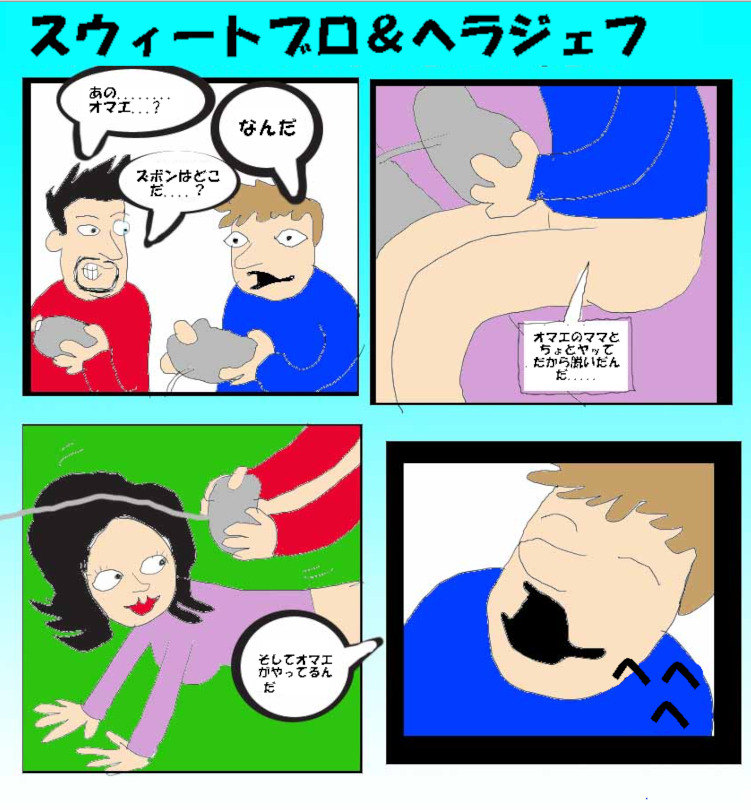 スウィートブロ&ヘラジェフ
あの........
オマエ...?
なんだ
ズボンはどこ
だ....?
オマエのママと
ちょとヤッて
だから脱いだん
だ.....
そしてオマエ
がやってるん
だ
へへ
へ